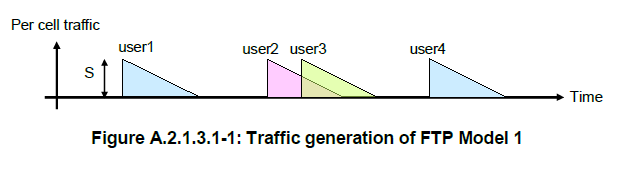 Per cell traffic
user1
user2 user3
user4
S
Time
Figure A.2.1.3.1-1: Traffic generation of FTP Model 1